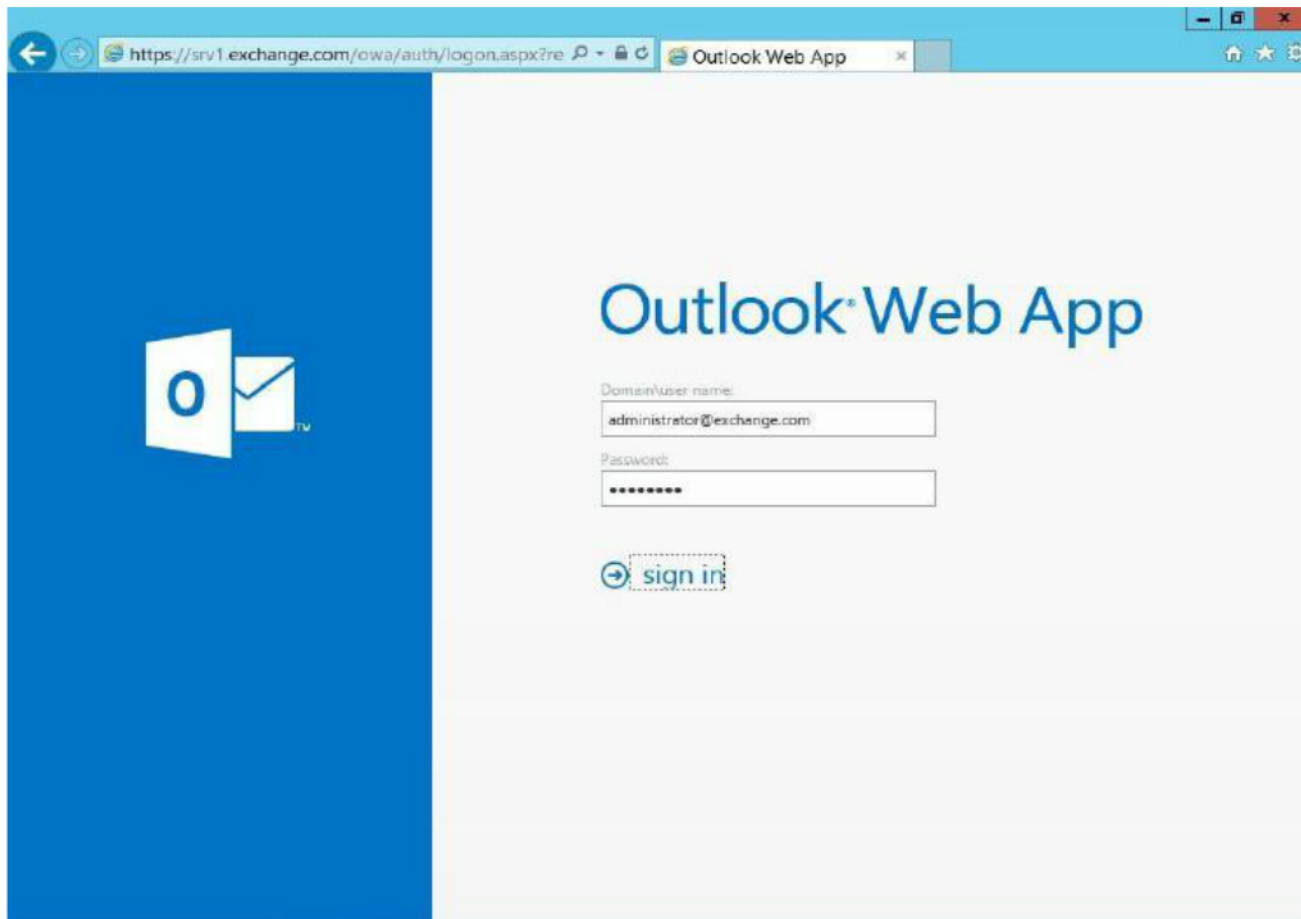 https://srv1.exchange.com/owa/auth/logon.aspx?re
Outlook Web App
Outlook® Web App
O
TM
Domain\user name:
administrator@exchange.com
Password:
••••••••
sign in